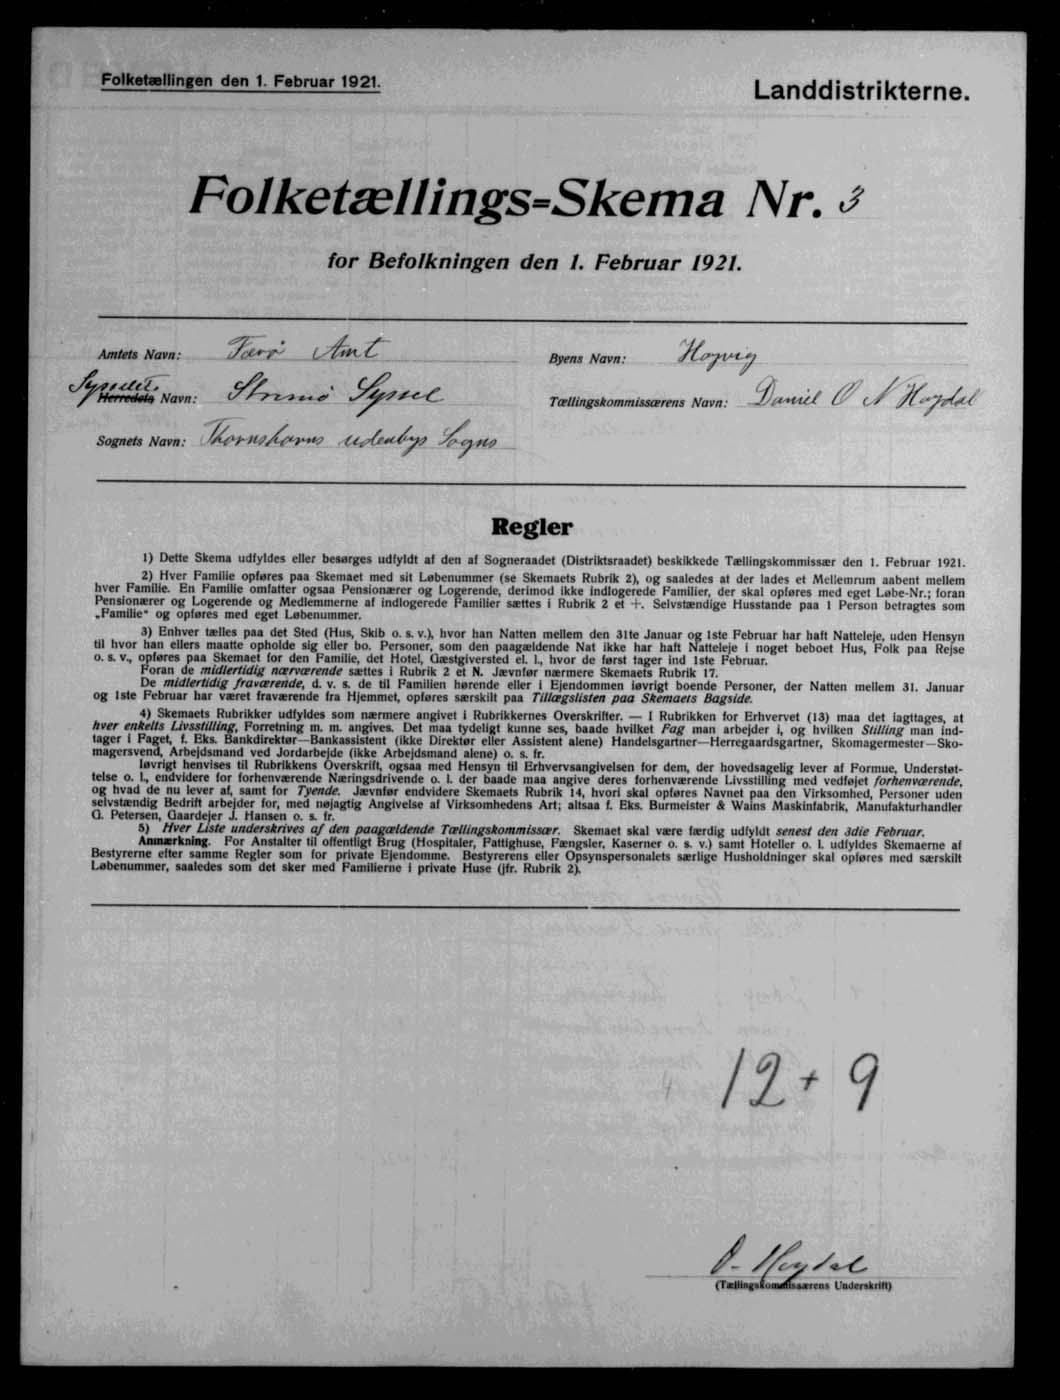 Folketællingen den 1. Februar 1921.
Landdistrikterne.
Folketællings=Skema Nr. 3
for Befolkningen den 1. Februar 1921.
Amtets Navn: Færø Amt
Byens Navn: Hojvig
Sysselets
Herredets Navn: Strømø Syssel
Tællingskommissærens Navn: Daniel O N Hoydal
Sognets Navn: Thorshavns udenbys Sogns
Regler
1) Dette Skema udfyldes eller besørges udfyldt af den af Sogneraadet (Distriktsraadet) beskikkede Tællingskommissær den 1. Februar 1921.
2) Hver Familie opføres paa Skemaet med sit Løbenummer (se Skemaets Rubrik 2), og saaledes at der lades et Mellemrum aabent mellem
hver Familie. En Familie omfatter ogsaa Pensionærer og Logerende, derimod ikke indlogerede Familier, der skal opføres med eget Løbe-Nr.; foran
Pensionærer og Logerende og Medlemmerne af indlogerede Familier sættes i Rubrik 2 et +. Selvstændige Husstande paa 1 Person betragtes som
„Familie“ og opføres med eget Løbenummer.
3) Enhver tælles paa det Sted (Hus, Skib o. s. v.), hvor han Natten mellem den 31te Januar og 1ste Februar har haft Natteleje, uden Hensyn
til hvor han ellers maatte opholde sig eller bo. Personer, som den paagældende Nat ikke har haft Natteleje i noget beboet Hus, Folk paa Rejse
o. s. v., opføres paa Skemaet for den Familie, det Hotel, Gæstgiversted el. l., hvor de først tager ind 1ste Februar.
Foran de midlertidig nærværende sættes i Rubrik 2 et N. Jævnfør nærmere Skemaets Rubrik 17.
De midlertidig fraværende, d. v. s. de til Familien hørende eller i Ejendommen iøvrigt boende Personer, der Natten mellem 31. Januar
og 1ste Februar har været fraværende fra Hjemmet, opføres særskilt paa Tillægslisten paa Skemaets Bagside.
4) Skemaets Rubrikker udfyldes som nærmere angivet i Rubrikkernes Overskrifter. — I Rubrikken for Erhvervet (13) maa det iagttages, at
hver enkelts Livsstilling, Forretning m. m. angives. Det maa tydeligt kunne ses, baade hvilket Fag man arbejder i, og hvilken Stilling man ind-
tager i Faget, f. Eks. Bankdirektør—Bankassistent (ikke Direktør eller Assistent alene) Handelsgartner—Herregaardsgartner, Skomagermester—Sko-
magersvend, Arbejdsmand ved Jordarbejde (ikke Arbejdsmand alene) o. s. fr.
Iøvrigt henvises til Rubrikkens Overskrift, ogsaa med Hensyn til Erhvervsangivelsen for dem, der hovedsagelig lever af Formue, Understøt-
telse o. l., endvidere for forhenværende Næringsdrivende o. l. der baade maa angive deres forhenværende Livsstilling med vedføjet forhenværende,
og hvad de nu lever af, samt for Tyende. Jævnfør endvidere Skemaets Rubrik 14, hvori skal opføres Navnet paa den Virksomhed, Personer uden
selvstændig Bedrift arbejder for, med nøjagtig Angivelse af Virksomhedens Art; altsaa f. Eks. Burmeister & Wains Maskinfabrik, Manufakturhandler
G. Petersen, Gaardejer J. Hansen o. s. fr.
5) Hver Liste underskrives af den paagældende Tællingskommissær. Skemaet skal være færdig udfyldt senest den 3die Februar.
Anmærkning. For Anstalter til offentligt Brug (Hospitaler, Fattighuse, Fængsler, Kaserner o. s. v.) samt Hoteller o. l. udfyldes Skemaerne af
Bestyrerne efter samme Regler som for private Ejendomme. Bestyrerens eller Opsynspersonalets særlige Husholdninger skal opføres med særskilt
Løbenummer, saaledes som det sker med Familierne i private Huse (jfr. Rubrik 2).
12 + 9
O. Hoydal
(Tællingskommissærens Underskrift)